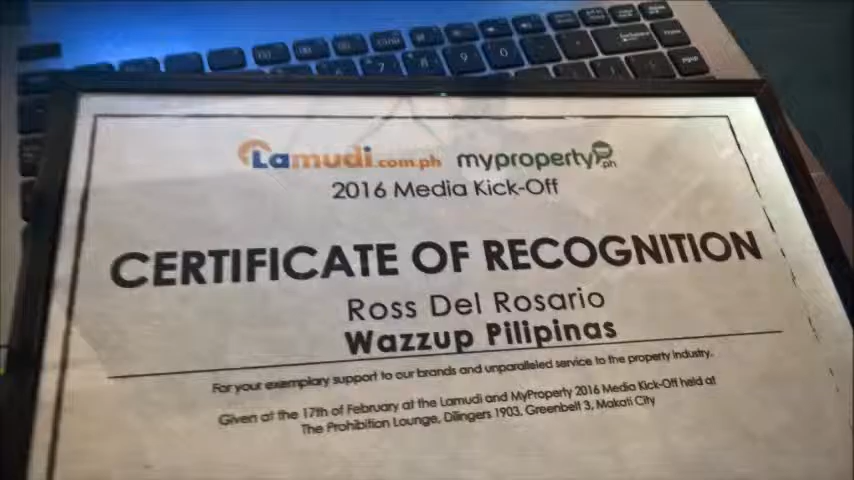 Lamudi.com.ph myproperty.ph
2016 Media Kick-Off
CERTIFICATE OF RECOGNITION
Ross Del Rosario
Wazzup Pilipinas
For your exemplary support to our brands and unparalleled service to the property industry.
Given at the 17th of February at the Lamudi and MyProperty 2016 Media Kick-Off held at
The Prohibition Lounge, Dilingers 1903, Greenbelt 3, Makati City